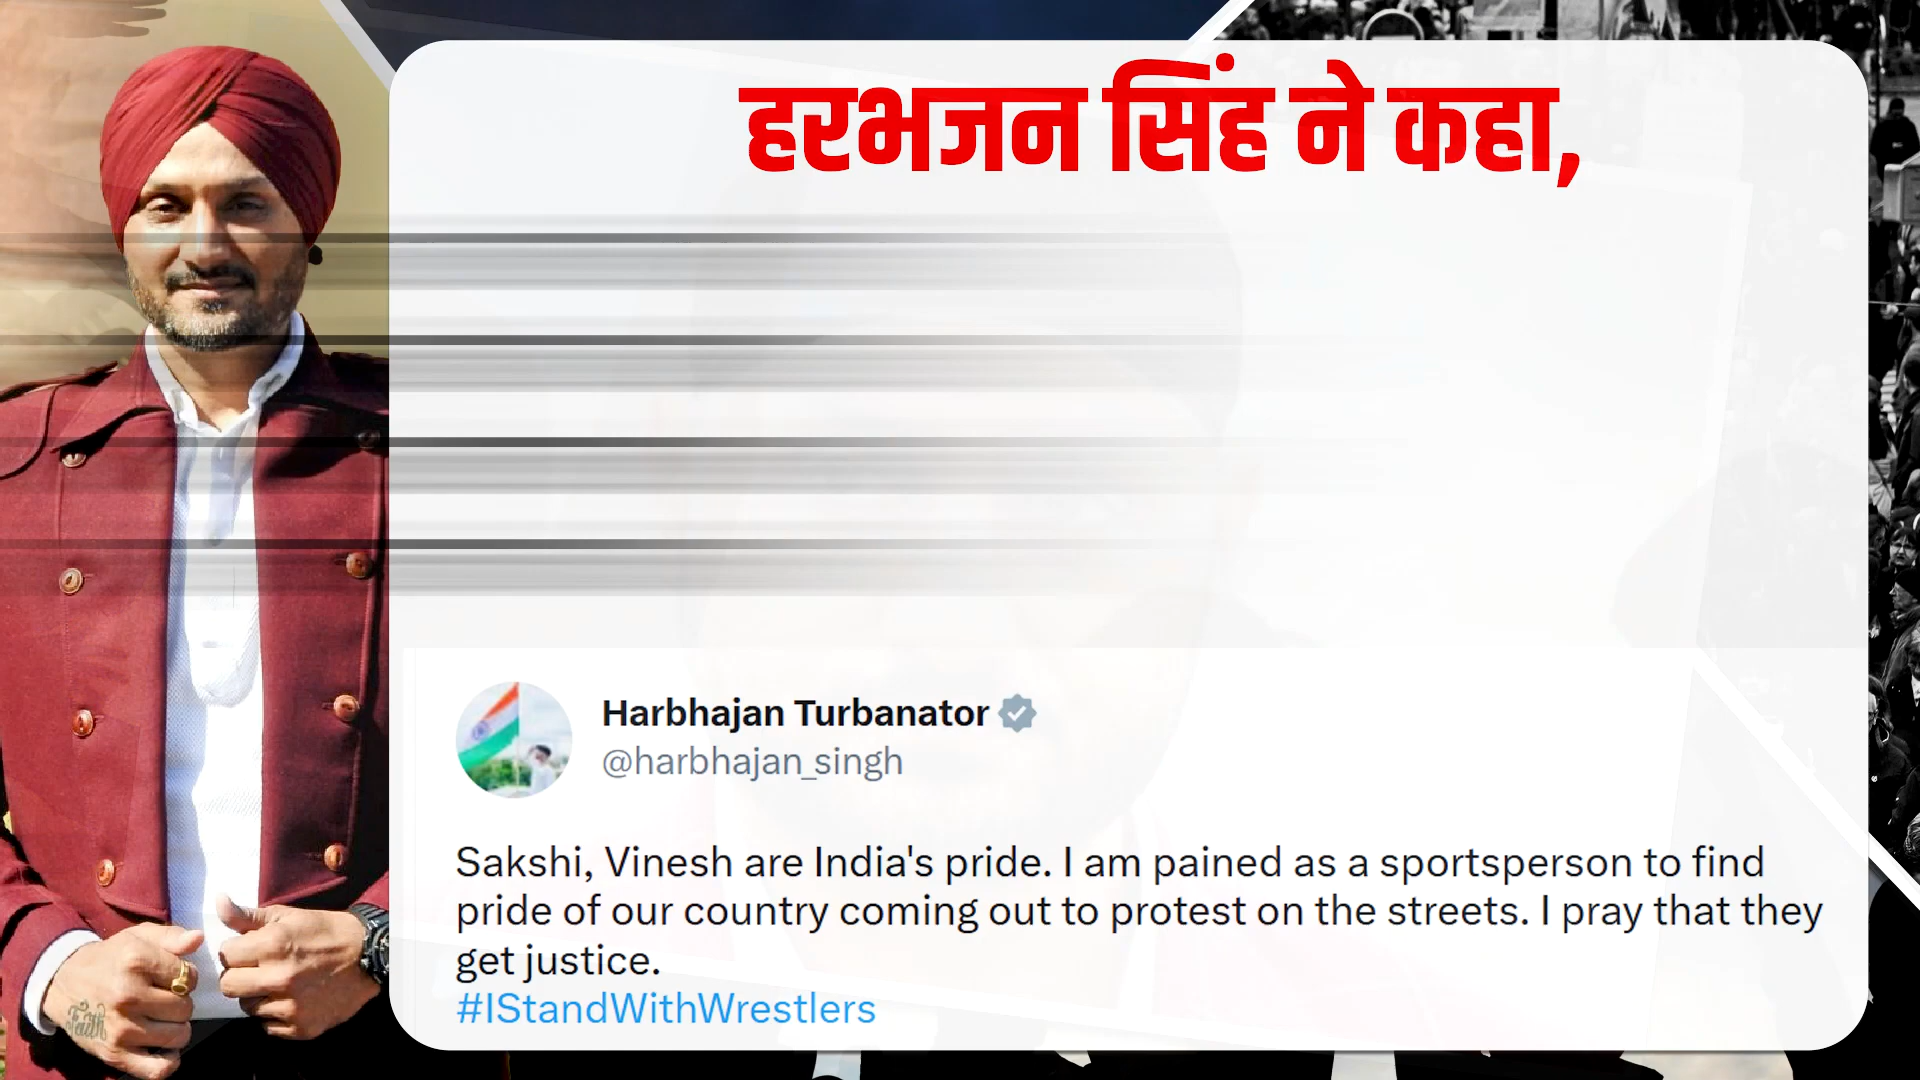 हरभजन सिंह ने कहा,
Harbhajan Turbanator
@harbhajan_singh
Sakshi, Vinesh are India's pride. I am pained as a sportsperson to find
pride of our country coming out to protest on the streets. I pray that they
get justice.
#IStandWithWrestlers
Faith